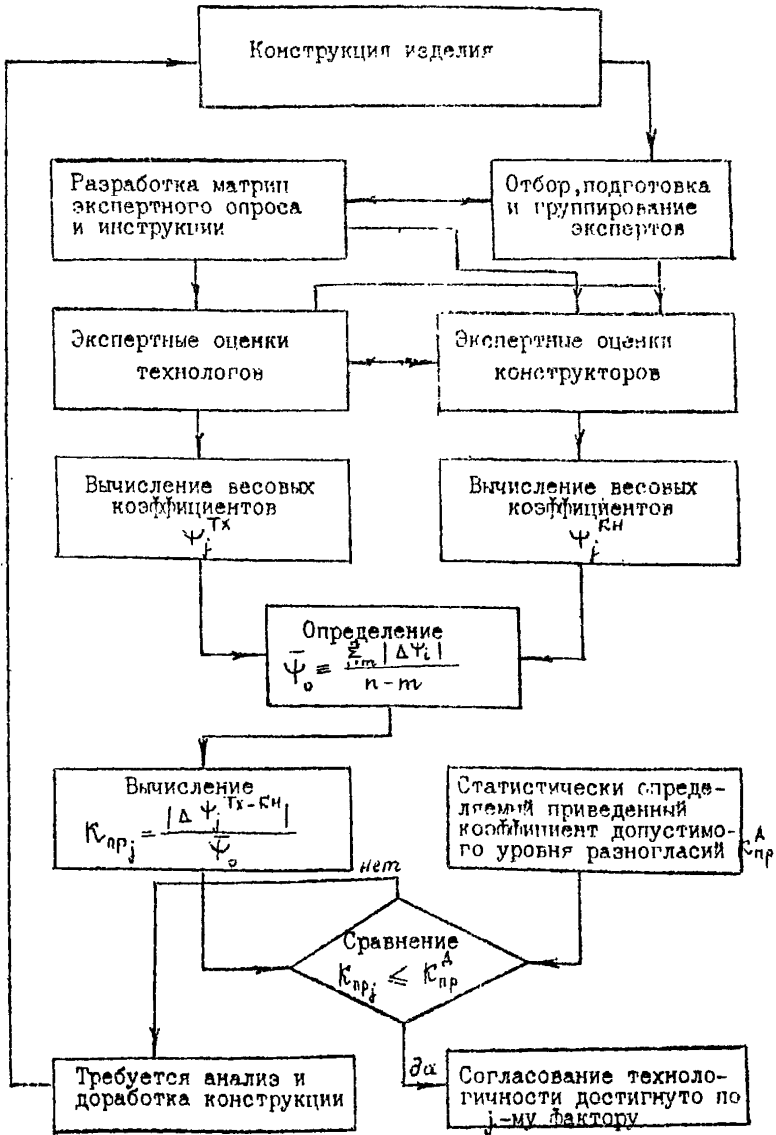 Конструкция изделия
Разработка матриц
экспертного опроса
и инструкции
Отбор, подготовка
и группирование
экспертов
Экспертные оценки
технологов
Экспертные оценки
конструкторов
Вычисление весовых
коэффициентов
Ψ_j^Тх
Вычисление весовых
коэффициентов
Ψ_j^кн
Определение
Ψ̄_о = Σ |ΔΨ_i| / (n-m)
Вычисление
K_прj = |ΔΨ_j^Тх-кн| / Ψ̄_о
Статистически опреде-
ляемый приведенный
коэффициент допустимо-
го уровня разногласий K_пр^Д
нет
Сравнение
K_прj ≤ K_пр^Д
да
Требуется анализ и
доработка конструкции
Согласование техноло-
гичности достигнуто по
j-му фактору